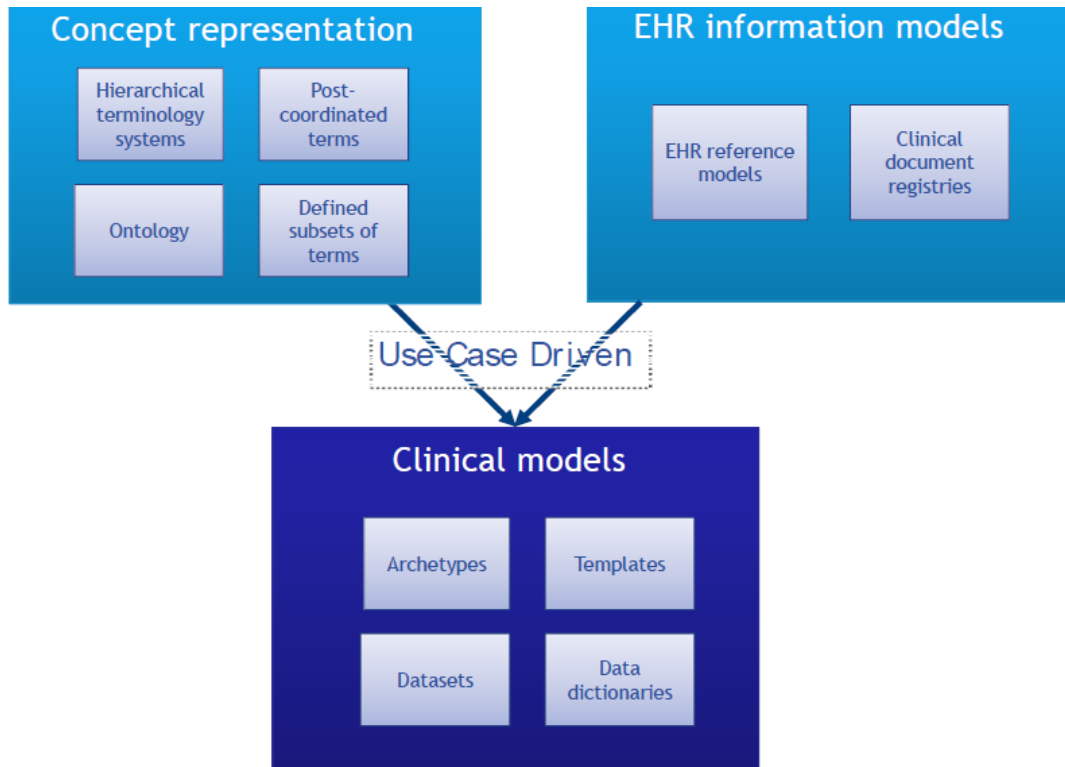 Concept representation
Hierarchical
terminology
systems
Post-
coordinated
terms
Ontology
Defined
subsets of
terms
EHR information models
EHR reference
models
Clinical
document
registries
Use Case Driven
Clinical models
Archetypes
Templates
Datasets
Data
dictionaries